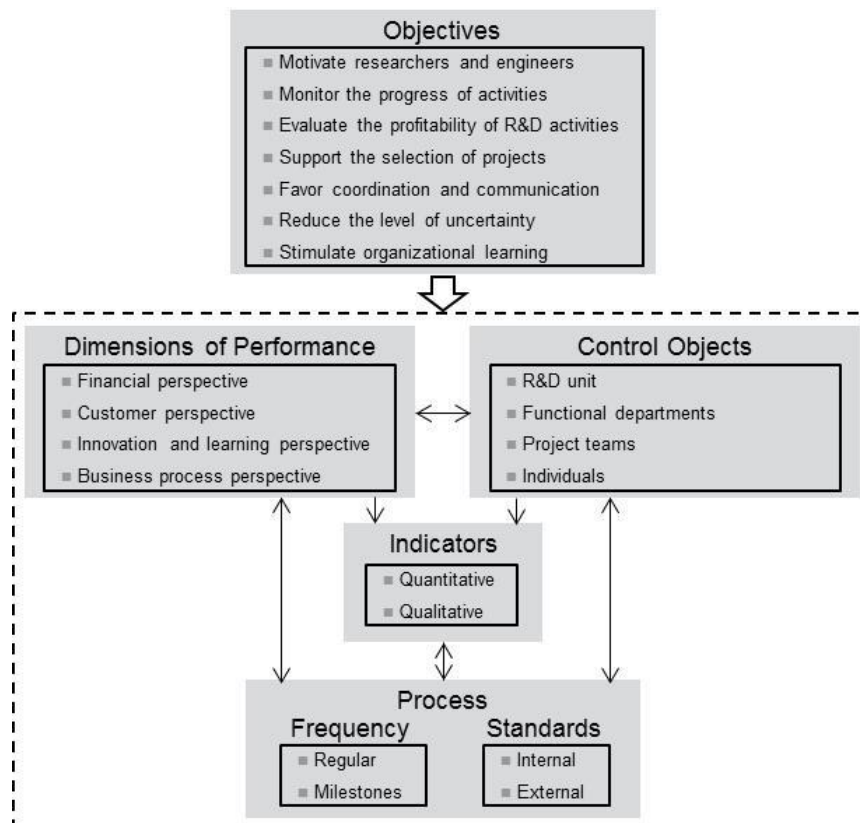 Objectives
Motivate researchers and engineers
Monitor the progress of activities
Evaluate the profitability of R&D activities
Support the selection of projects
Favor coordination and communication
Reduce the level of uncertainty
Stimulate organizational learning
Dimensions of Performance
Financial perspective
Customer perspective
Innovation and learning perspective
Business process perspective
Control Objects
R&D unit
Functional departments
Project teams
Individuals
Indicators
Quantitative
Qualitative
Process
Frequency
Regular
Milestones
Standards
Internal
External